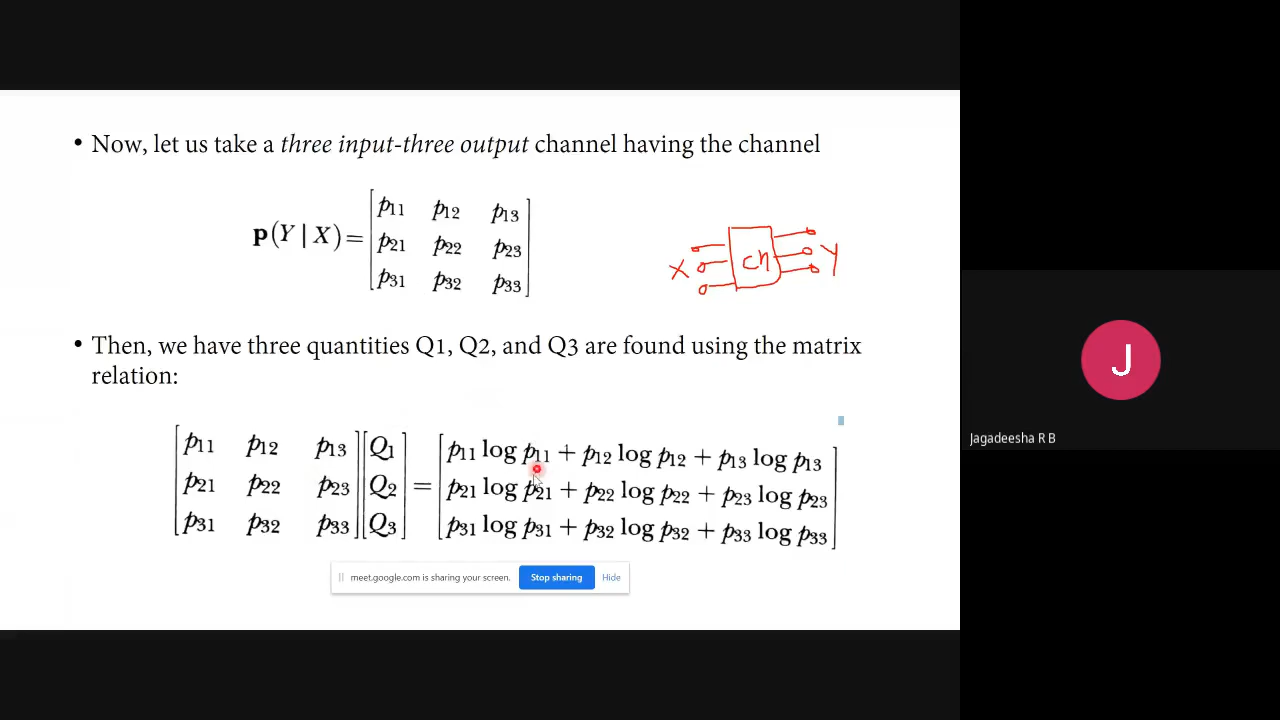 • Now, let us take a three input-three output channel having the channel
p(Y | X) = [p11 p12 p13
p21 p22 p23
p31 p32 p33]
X ch Y
• Then, we have three quantities Q1, Q2, and Q3 are found using the matrix
relation:
[p11 p12 p13] [Q1] [p11 log p11 + p12 log p12 + p13 log p13]
[p21 p22 p23] [Q2] = [p21 log p21 + p22 log p22 + p23 log p23]
[p31 p32 p33] [Q3] [p31 log p31 + p32 log p32 + p33 log p33]
meet.google.com is sharing your screen. Stop sharing Hide
J
Jagadeesha R B